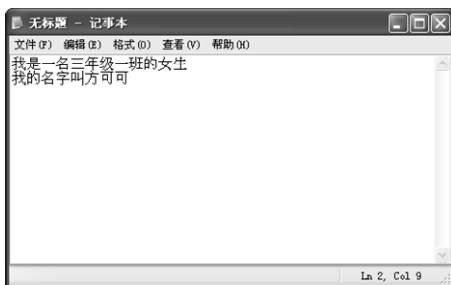 无标题 - 记事本
文件(F) 编辑(E) 格式(O) 查看(V) 帮助(H)
我是一名三年级一班的女生
我的名字叫方可可
Ln 2, Col 9